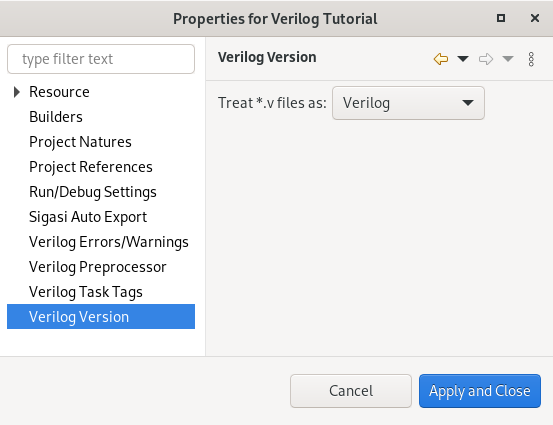 Properties for Verilog Tutorial
type filter text
Resource
Builders
Project Natures
Project References
Run/Debug Settings
Sigasi Auto Export
Verilog Errors/Warnings
Verilog Preprocessor
Verilog Task Tags
Verilog Version
Verilog Version
Treat *.v files as: Verilog
Cancel
Apply and Close